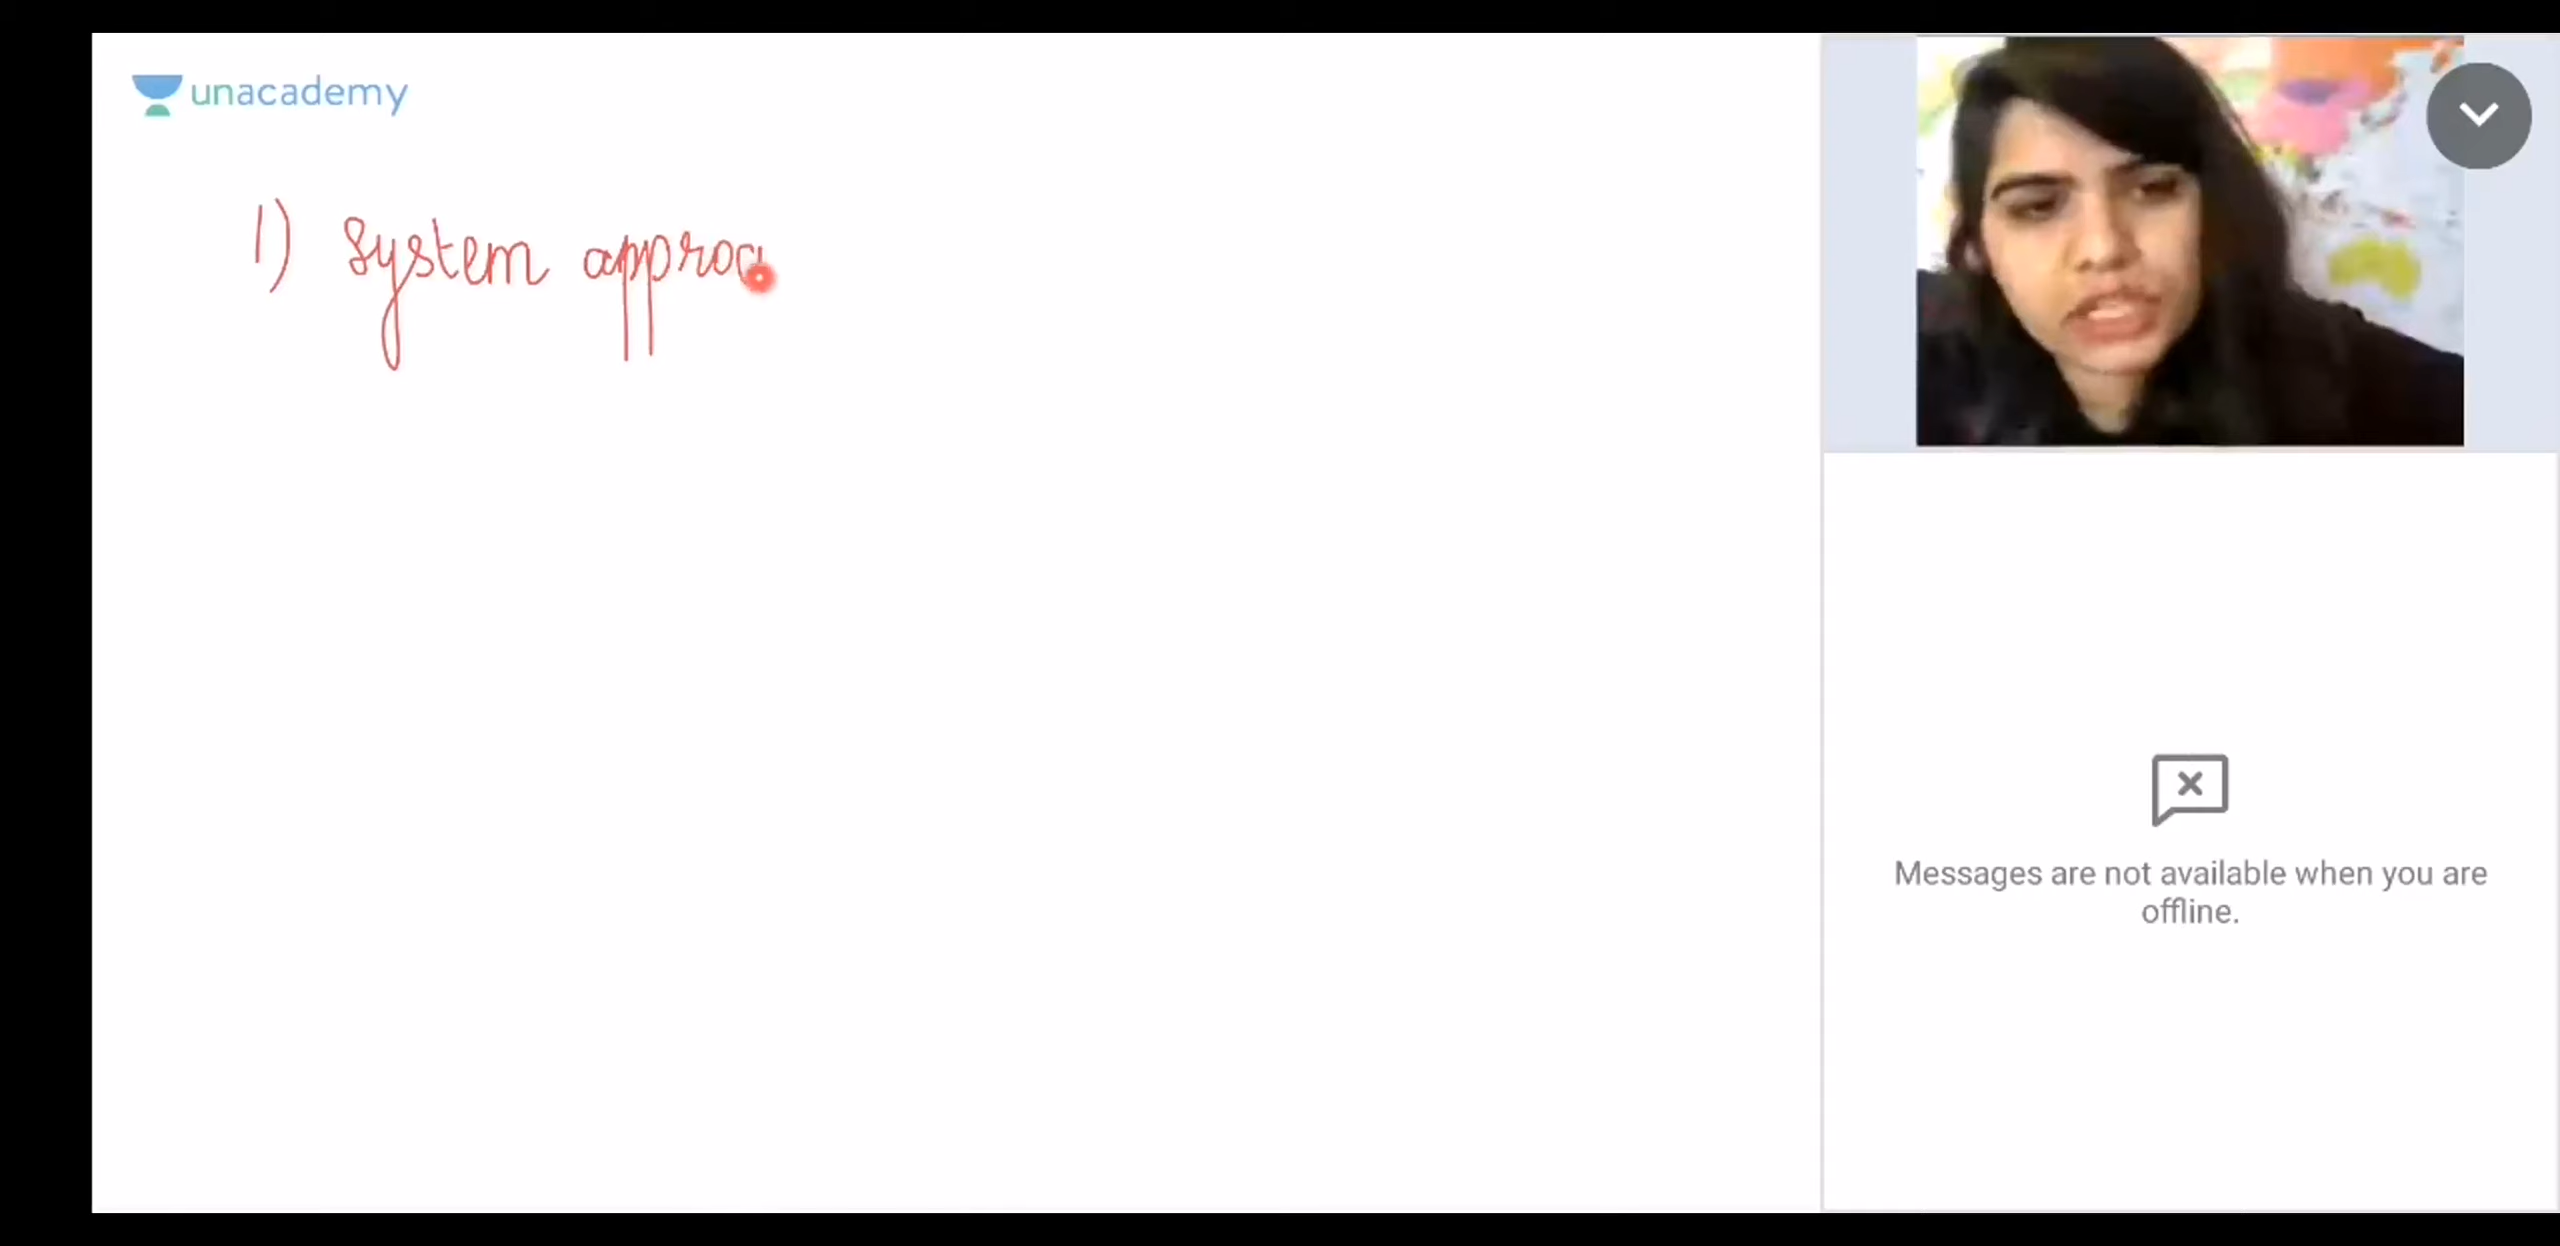 unacademy
1) System approa
Messages are not available when you are
offline.